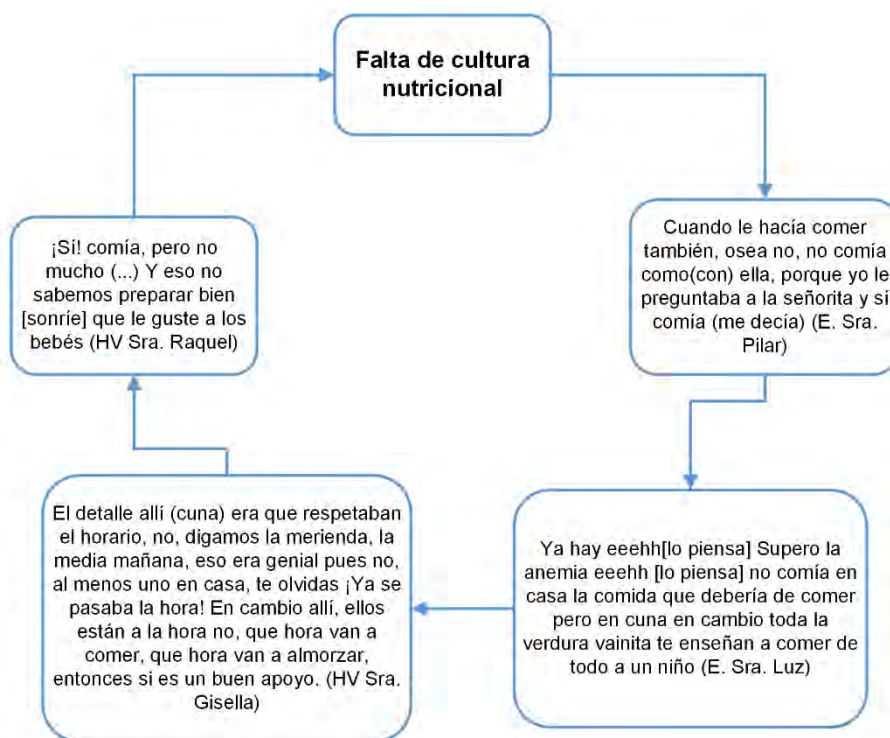 Falta de cultura
nutricional
Cuando le hacía comer
también, osea no, no comía
como(con) ella, porque yo le
preguntaba a la señorita y sí
comía (me decía) (E. Sra.
Pilar)
Ya hay eeehh[lo piensa] Supero la
anemia eeehh [lo piensa] no comía en
casa la comida que debería de comer
pero en cuna en cambio toda la
verdura vainita te enseñan a comer de
todo a un niño (E. Sra. Luz)
El detalle allí (cuna) era que respetaban
el horario, no, digamos la merienda, la
media mañana, eso era genial pues no,
al menos uno en casa, te olvidas ¡Ya se
pasaba la hora! En cambio allí, ellos
están a la hora no, que hora van a
comer, que hora van a almorzar,
entonces si es un buen apoyo. (HV Sra.
Gisella)
¡Sí! comía, pero no
mucho (...) Y eso no
sabemos preparar bien
[sonríe] que le guste a los
bebés (HV Sra. Raquel)